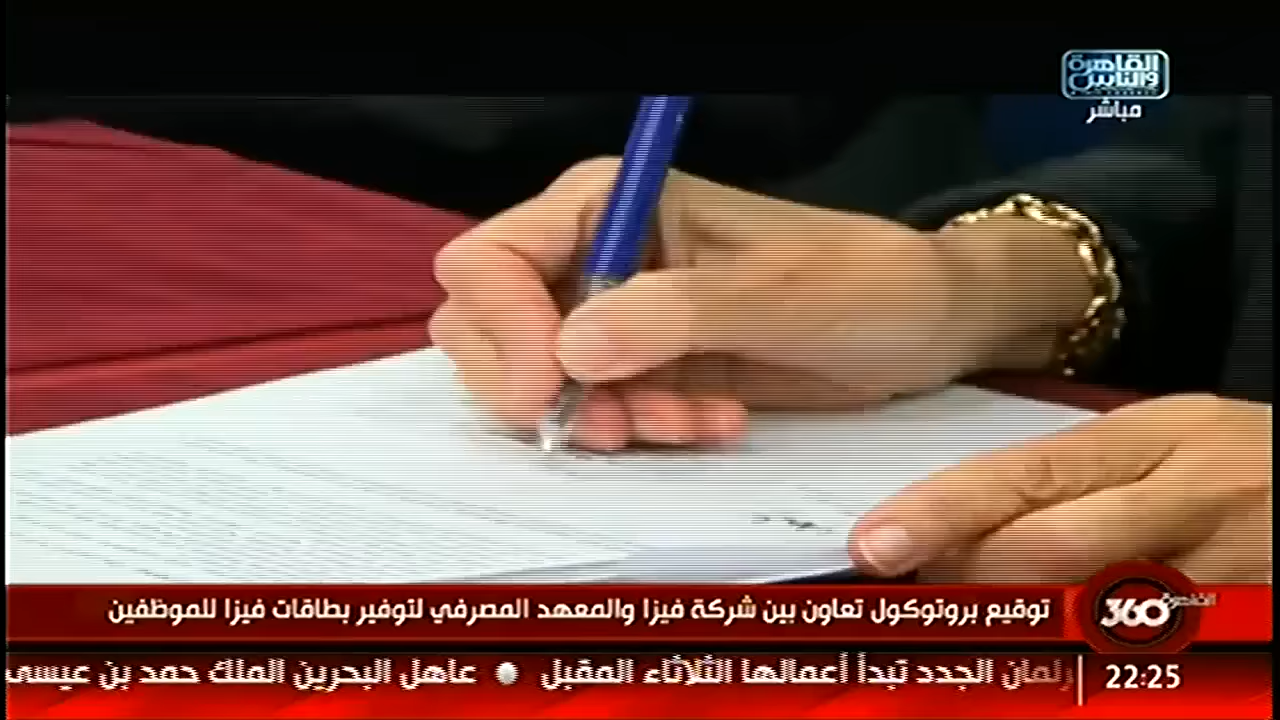 القاهرة
والناس
مباشر
توقيع بروتوكول تعاون بين شركة فيزا والمعهد المصرفي لتوفير بطاقات فيزا للموظفين
القاهرة
360
الجدد تبدأ أعمالها الثلاثاء المقبل ● عاهل البحرين الملك حمد بن عيسى
22:25